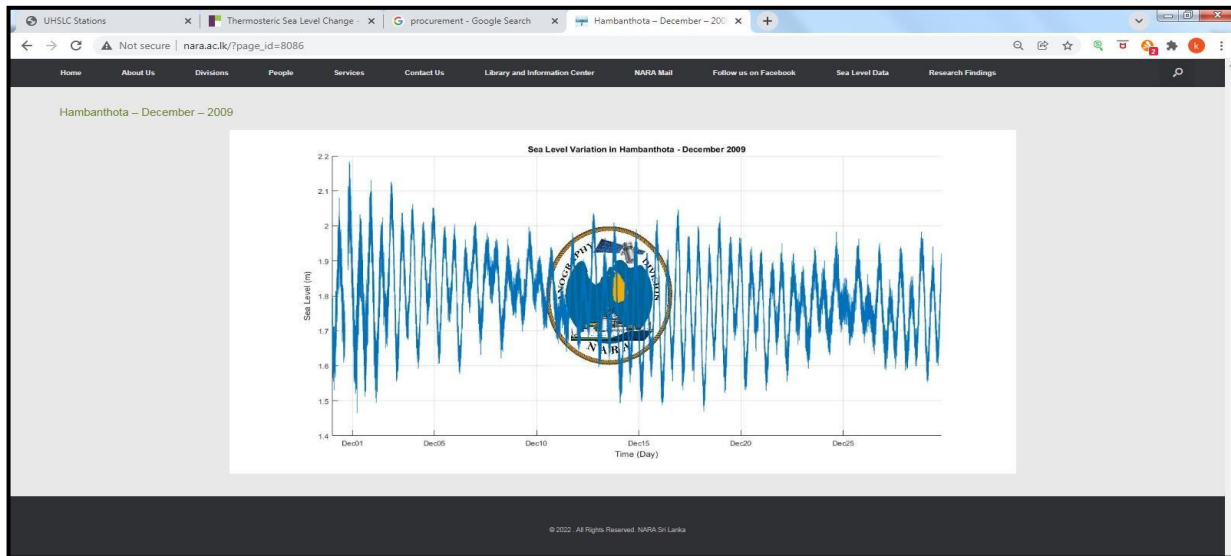 UHSLC Stations
Thermosteric Sea Level Change -
procurement - Google Search
Hambanthota – December – 200
Not secure | nara.ac.lk/?page_id=8086
2
k
Home About Us Divisions People Services Contact Us Library and Information Center NARA Mail Follow us on Facebook Sea Level Data Research Findings
Hambanthota – December – 2009
Sea Level Variation in Hambanthota - December 2009
2.2
2.1
2
1.9
1.8
1.7
1.6
1.5
1.4
Sea Level (m)
NARA
Dec01 Dec05 Dec10 Dec15 Dec20 Dec25
Time (Day)
© 2022 . All Rights Reserved. NARA Sri Lanka